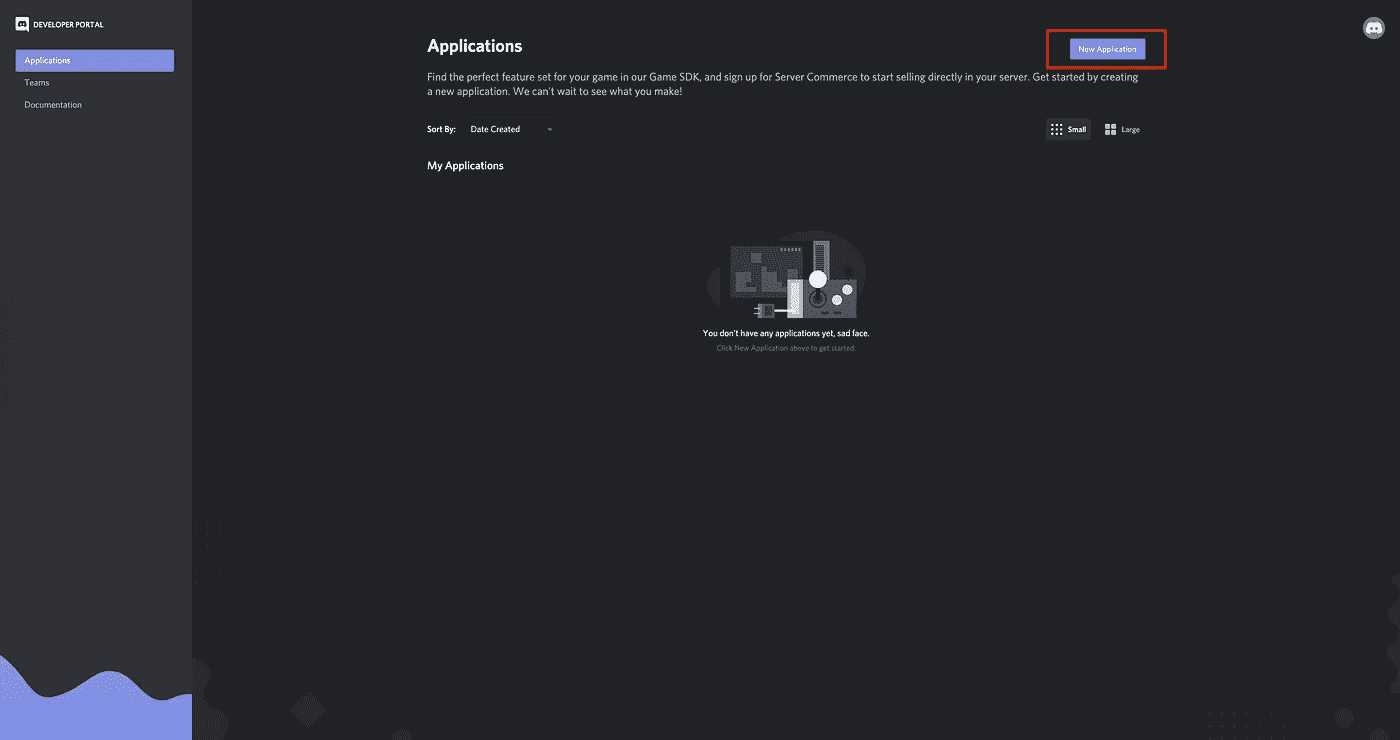 DEVELOPER PORTAL
Applications
Teams
Documentation
Applications
New Application
Find the perfect feature set for your game in our Game SDK, and sign up for Server Commerce to start selling directly in your server. Get started by creating
a new application. We can't wait to see what you make!
Sort By: Date Created
Small Large
My Applications
You don't have any applications yet, sad face.
Click New Application above to get started.